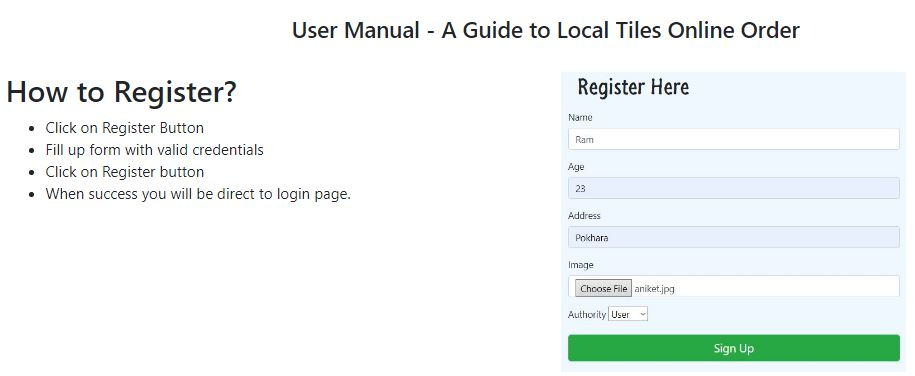 User Manual - A Guide to Local Tiles Online Order
How to Register?
Click on Register Button
Fill up form with valid credentials
Click on Register button
When success you will be direct to login page.
Register Here
Name
Ram
Age
23
Address
Pokhara
Image
Choose File aniket.jpg
Authority User
Sign Up